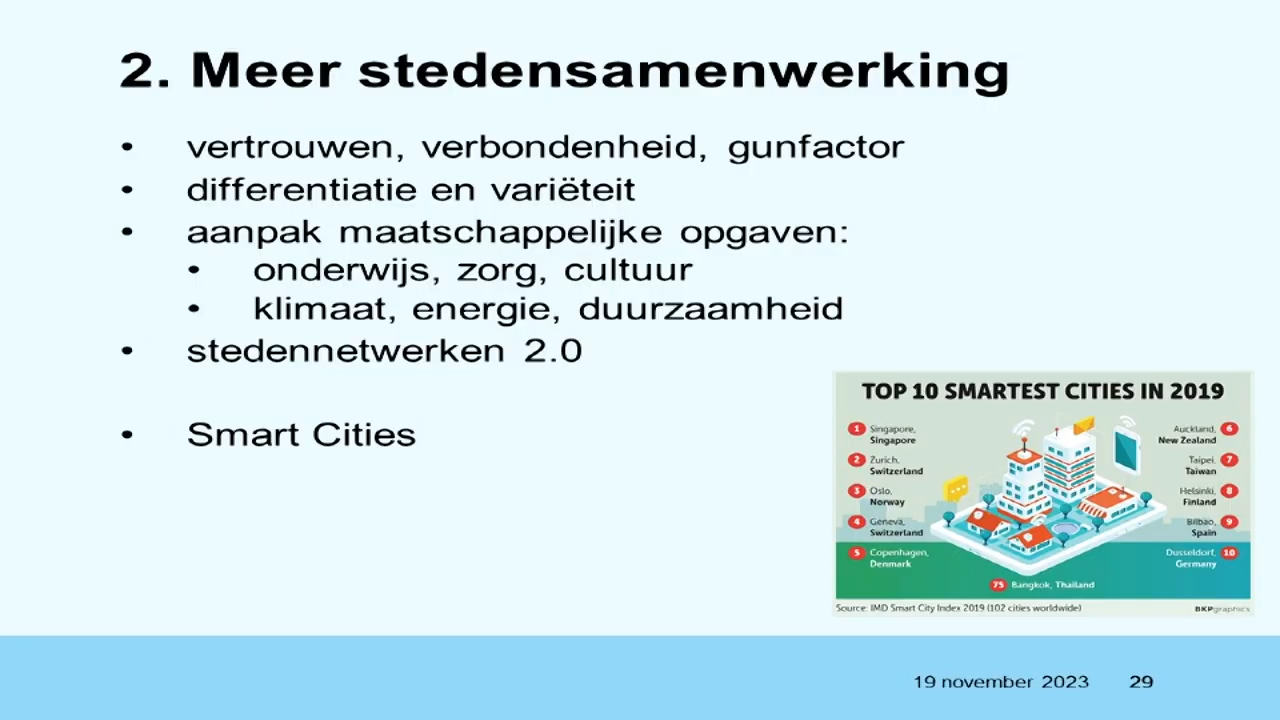 2. Meer stedensamenwerking
• vertrouwen, verbondenheid, gunfactor
• differentiatie en variëteit
• aanpak maatschappelijke opgaven:
• onderwijs, zorg, cultuur
• klimaat, energie, duurzaamheid
• stedennetwerken 2.0
• Smart Cities
TOP 10 SMARTEST CITIES IN 2019
1 Singapore,
Singapore
2 Zurich,
Switzerland
3 Oslo,
Norway
4 Geneva,
Switzerland
5 Copenhagen,
Denmark
Auckland, 6
New Zealand
Taipei, 7
Taiwan
Helsinki, 8
Finland
Bilbao, 9
Spain
Dusseldorf, 10
Germany
75 Bangkok, Thailand
Source: IMD Smart City Index 2019 (102 cities worldwide)
BKPgraphics
19 november 2023 29